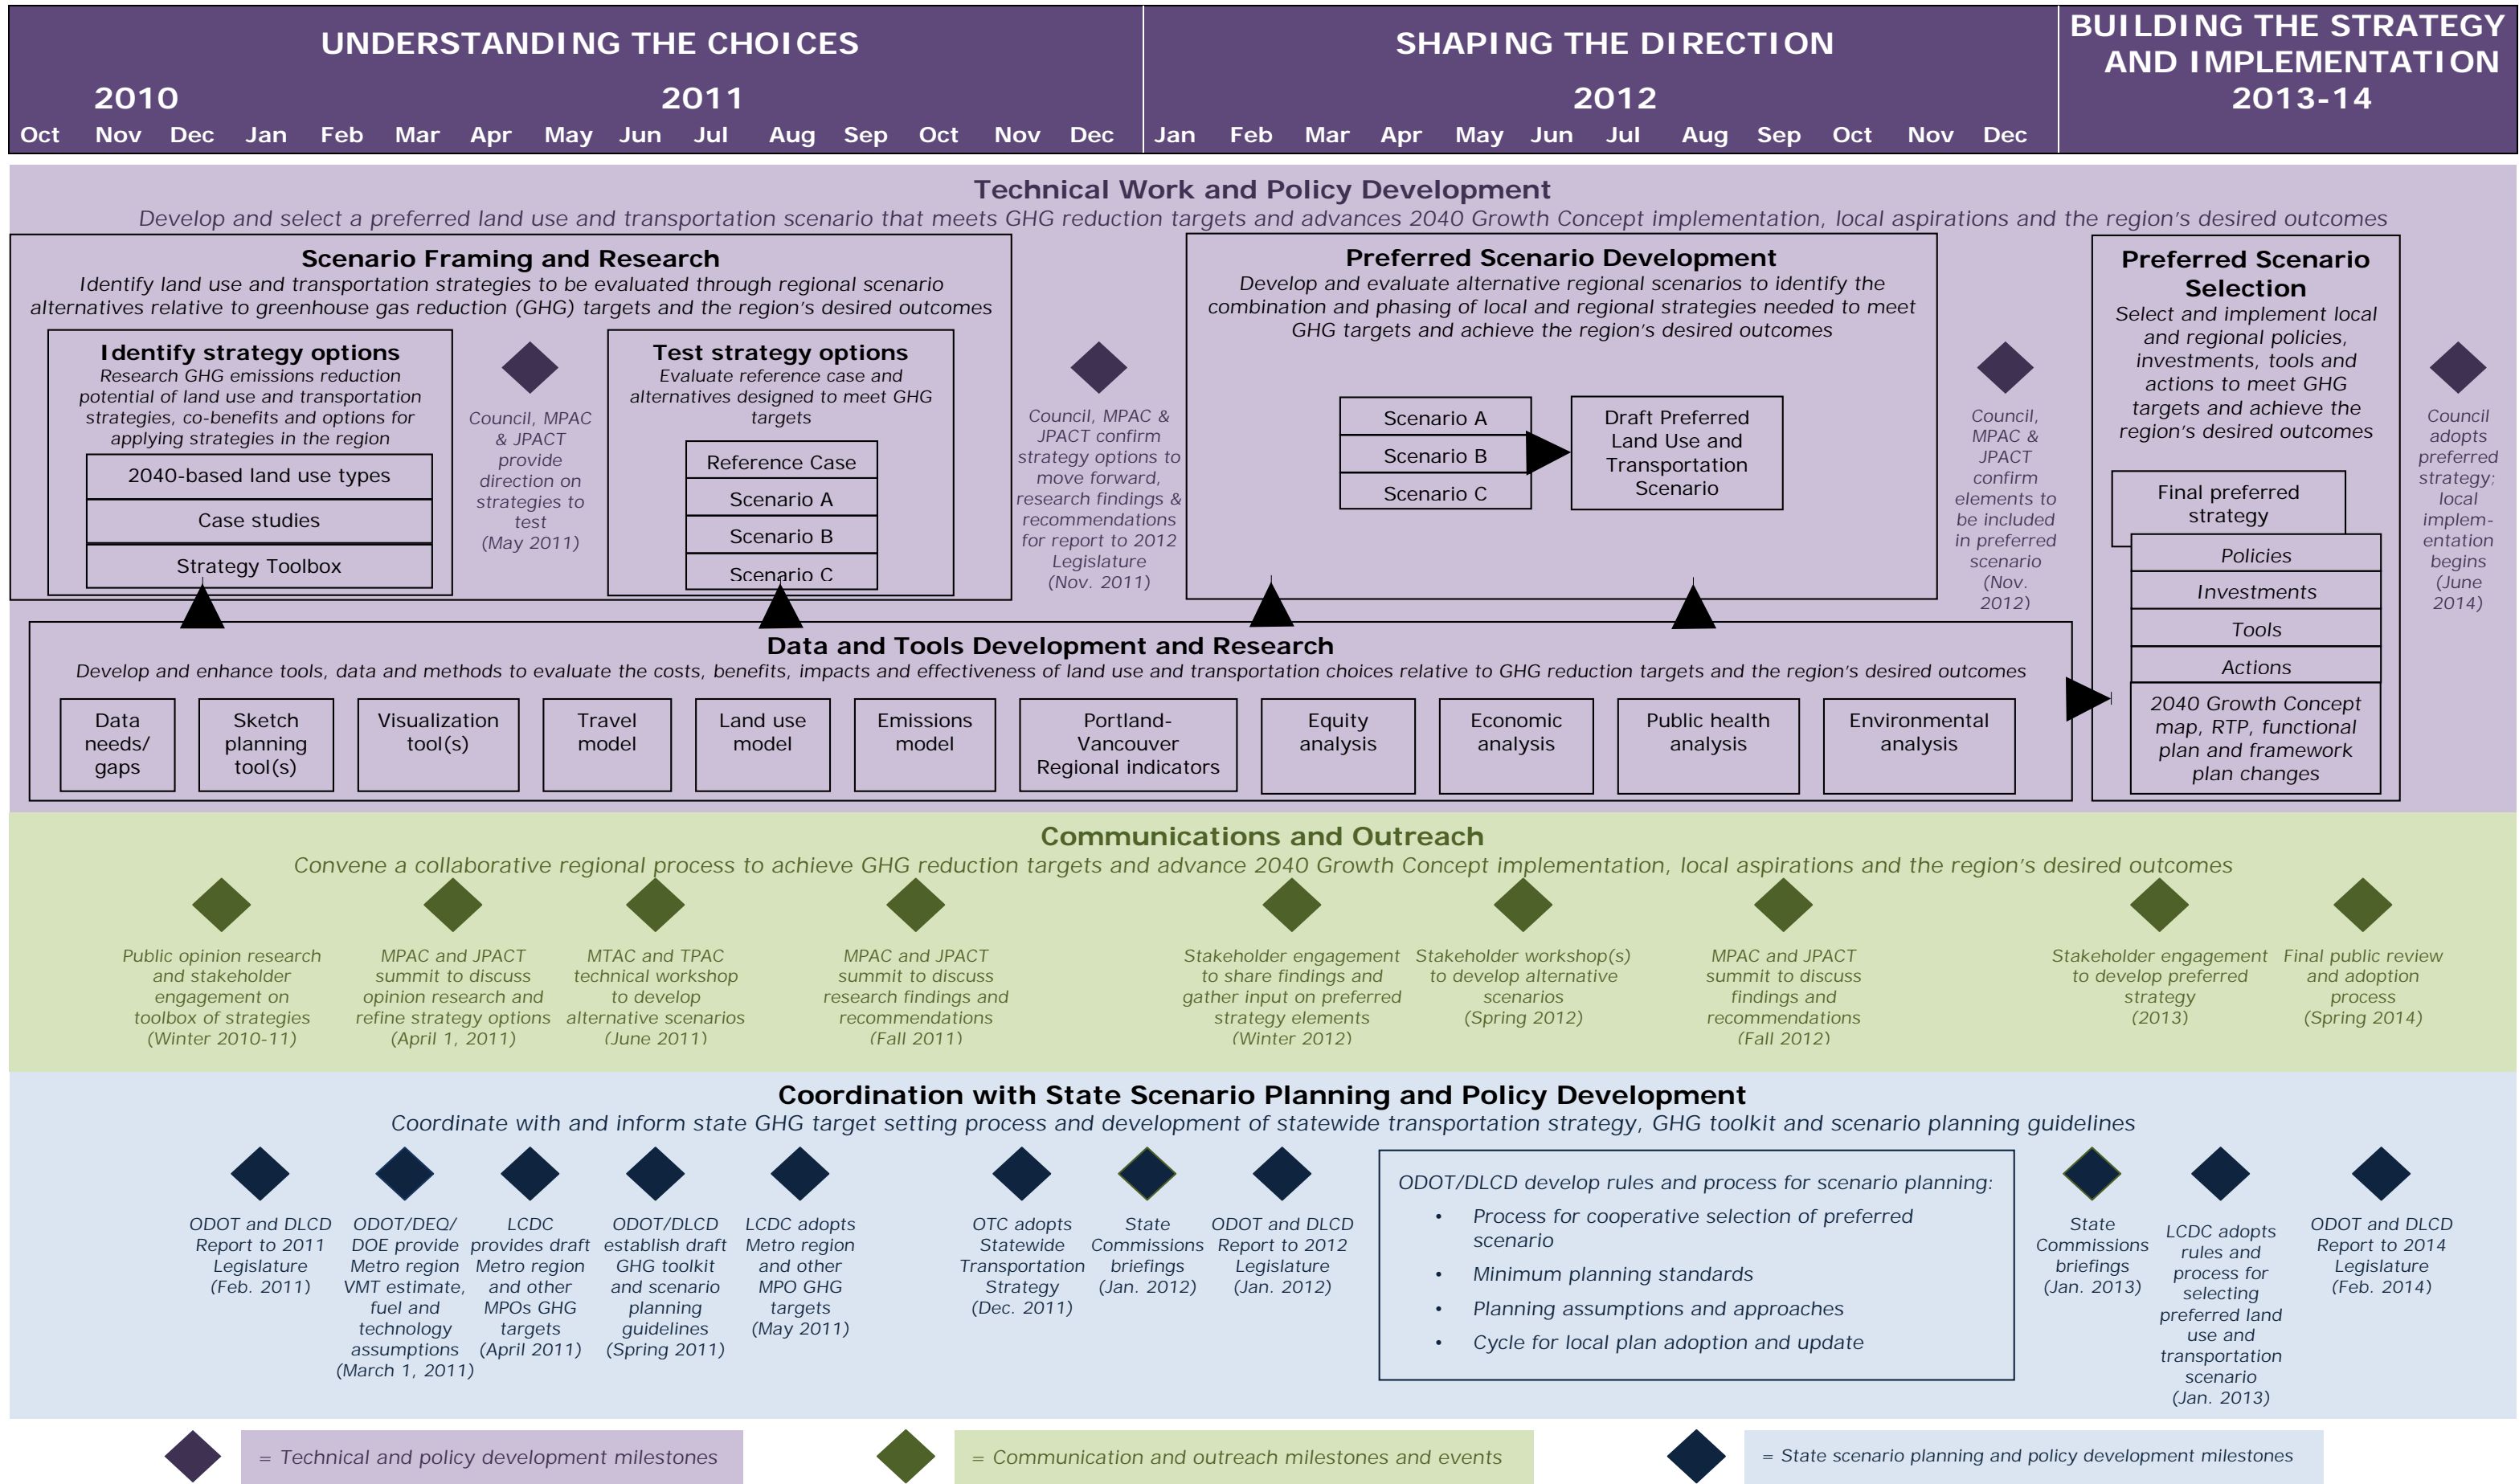 UNDERSTANDING THE CHOICES
2010
2011
Oct Nov Dec Jan Feb Mar Apr May Jun Jul Aug Sep Oct Nov Dec
SHAPING THE DIRECTION
2012
Jan Feb Mar Apr May Jun Jul Aug Sep Oct Nov Dec
BUILDING THE STRATEGY
AND IMPLEMENTATION
2013-14
Technical Work and Policy Development
Develop and select a preferred land use and transportation scenario that meets GHG reduction targets and advances 2040 Growth Concept implementation, local aspirations and the region's desired outcomes
Scenario Framing and Research
Identify land use and transportation strategies to be evaluated through regional scenario
alternatives relative to greenhouse gas reduction (GHG) targets and the region's desired outcomes
Identify strategy options
Research GHG emissions reduction
potential of land use and transportation
strategies, co-benefits and options for
applying strategies in the region
2040-based land use types
Case studies
Strategy Toolbox
Council, MPAC
& JPACT
provide
direction on
strategies to
test
(May 2011)
Test strategy options
Evaluate reference case and
alternatives designed to meet GHG
targets
Reference Case
Scenario A
Scenario B
Scenario C
Council, MPAC &
JPACT confirm
strategy options to
move forward,
research findings &
recommendations
for report to 2012
Legislature
(Nov. 2011)
Preferred Scenario Development
Develop and evaluate alternative regional scenarios to identify the
combination and phasing of local and regional strategies needed to meet
GHG targets and achieve the region's desired outcomes
Scenario A
Scenario B
Scenario C
Draft Preferred
Land Use and
Transportation
Scenario
Council,
MPAC &
JPACT
confirm
elements to
be included
in preferred
scenario
(Nov.
2012)
Preferred Scenario
Selection
Select and implement local
and regional policies,
investments, tools and
actions to meet GHG
targets and achieve the
region's desired outcomes
Final preferred
strategy
Policies
Investments
Tools
Actions
2040 Growth Concept
map, RTP, functional
plan and framework
plan changes
Council
adopts
preferred
strategy;
local
implem-
entation
begins
(June
2014)
Data and Tools Development and Research
Develop and enhance tools, data and methods to evaluate the costs, benefits, impacts and effectiveness of land use and transportation choices relative to GHG reduction targets and the region's desired outcomes
Data
needs/
gaps
Sketch
planning
tool(s)
Visualization
tool(s)
Travel
model
Land use
model
Emissions
model
Portland-
Vancouver
Regional indicators
Equity
analysis
Economic
analysis
Public health
analysis
Environmental
analysis
Communications and Outreach
Convene a collaborative regional process to achieve GHG reduction targets and advance 2040 Growth Concept implementation, local aspirations and the region's desired outcomes
Public opinion research
and stakeholder
engagement on
toolbox of strategies
(Winter 2010-11)
MPAC and JPACT
summit to discuss
opinion research and
refine strategy options
(April 1, 2011)
MTAC and TPAC
technical workshop
to develop
alternative scenarios
(June 2011)
MPAC and JPACT
summit to discuss
research findings and
recommendations
(Fall 2011)
Stakeholder engagement
to share findings and
gather input on preferred
strategy elements
(Winter 2012)
Stakeholder workshop(s)
to develop alternative
scenarios
(Spring 2012)
MPAC and JPACT
summit to discuss
findings and
recommendations
(Fall 2012)
Stakeholder engagement
to develop preferred
strategy
(2013)
Final public review
and adoption
process
(Spring 2014)
Coordination with State Scenario Planning and Policy Development
Coordinate with and inform state GHG target setting process and development of statewide transportation strategy, GHG toolkit and scenario planning guidelines
ODOT and DLCD
Report to 2011
Legislature
(Feb. 2011)
ODOT/DEQ/
DOE provide
Metro region
VMT estimate,
fuel and
technology
assumptions
(March 1, 2011)
LCDC
provides draft
Metro region
and other
MPOs GHG
targets
(April 2011)
ODOT/DLCD
establish draft
GHG toolkit
and scenario
planning
guidelines
(Spring 2011)
LCDC adopts
Metro region
and other
MPO GHG
targets
(May 2011)
OTC adopts
Statewide
Transportation
Strategy
(Dec. 2011)
State
Commissions
briefings
(Jan. 2012)
ODOT and DLCD
Report to 2012
Legislature
(Jan. 2012)
ODOT/DLCD develop rules and process for scenario planning:
• Process for cooperative selection of preferred
scenario
• Minimum planning standards
• Planning assumptions and approaches
• Cycle for local plan adoption and update
State
Commissions
briefings
(Jan. 2013)
LCDC adopts
rules and
process for
selecting
preferred land
use and
transportation
scenario
(Jan. 2013)
ODOT and DLCD
Report to 2014
Legislature
(Feb. 2014)
= Technical and policy development milestones
= Communication and outreach milestones and events
= State scenario planning and policy development milestones